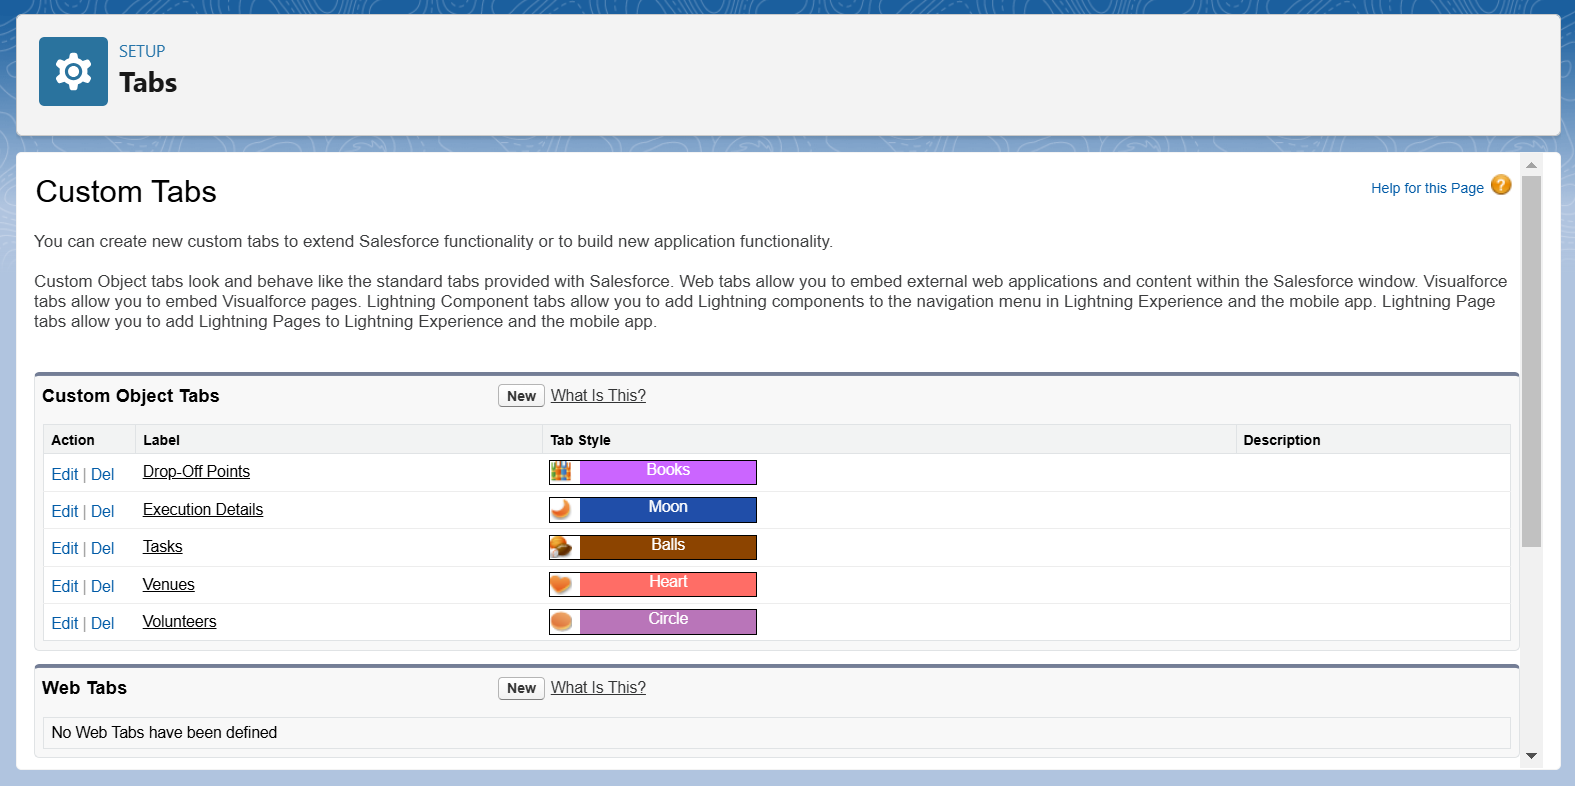 SETUP
Tabs
Custom Tabs
Help for this Page ?
You can create new custom tabs to extend Salesforce functionality or to build new application functionality.
Custom Object tabs look and behave like the standard tabs provided with Salesforce. Web tabs allow you to embed external web applications and content within the Salesforce window. Visualforce
tabs allow you to embed Visualforce pages. Lightning Component tabs allow you to add Lightning components to the navigation menu in Lightning Experience and the mobile app. Lightning Page
tabs allow you to add Lightning Pages to Lightning Experience and the mobile app.
Custom Object Tabs New What Is This?
Action Label Tab Style Description
Edit | Del Drop-Off Points Books
Edit | Del Execution Details Moon
Edit | Del Tasks Balls
Edit | Del Venues Heart
Edit | Del Volunteers Circle
Web Tabs New What Is This?
No Web Tabs have been defined